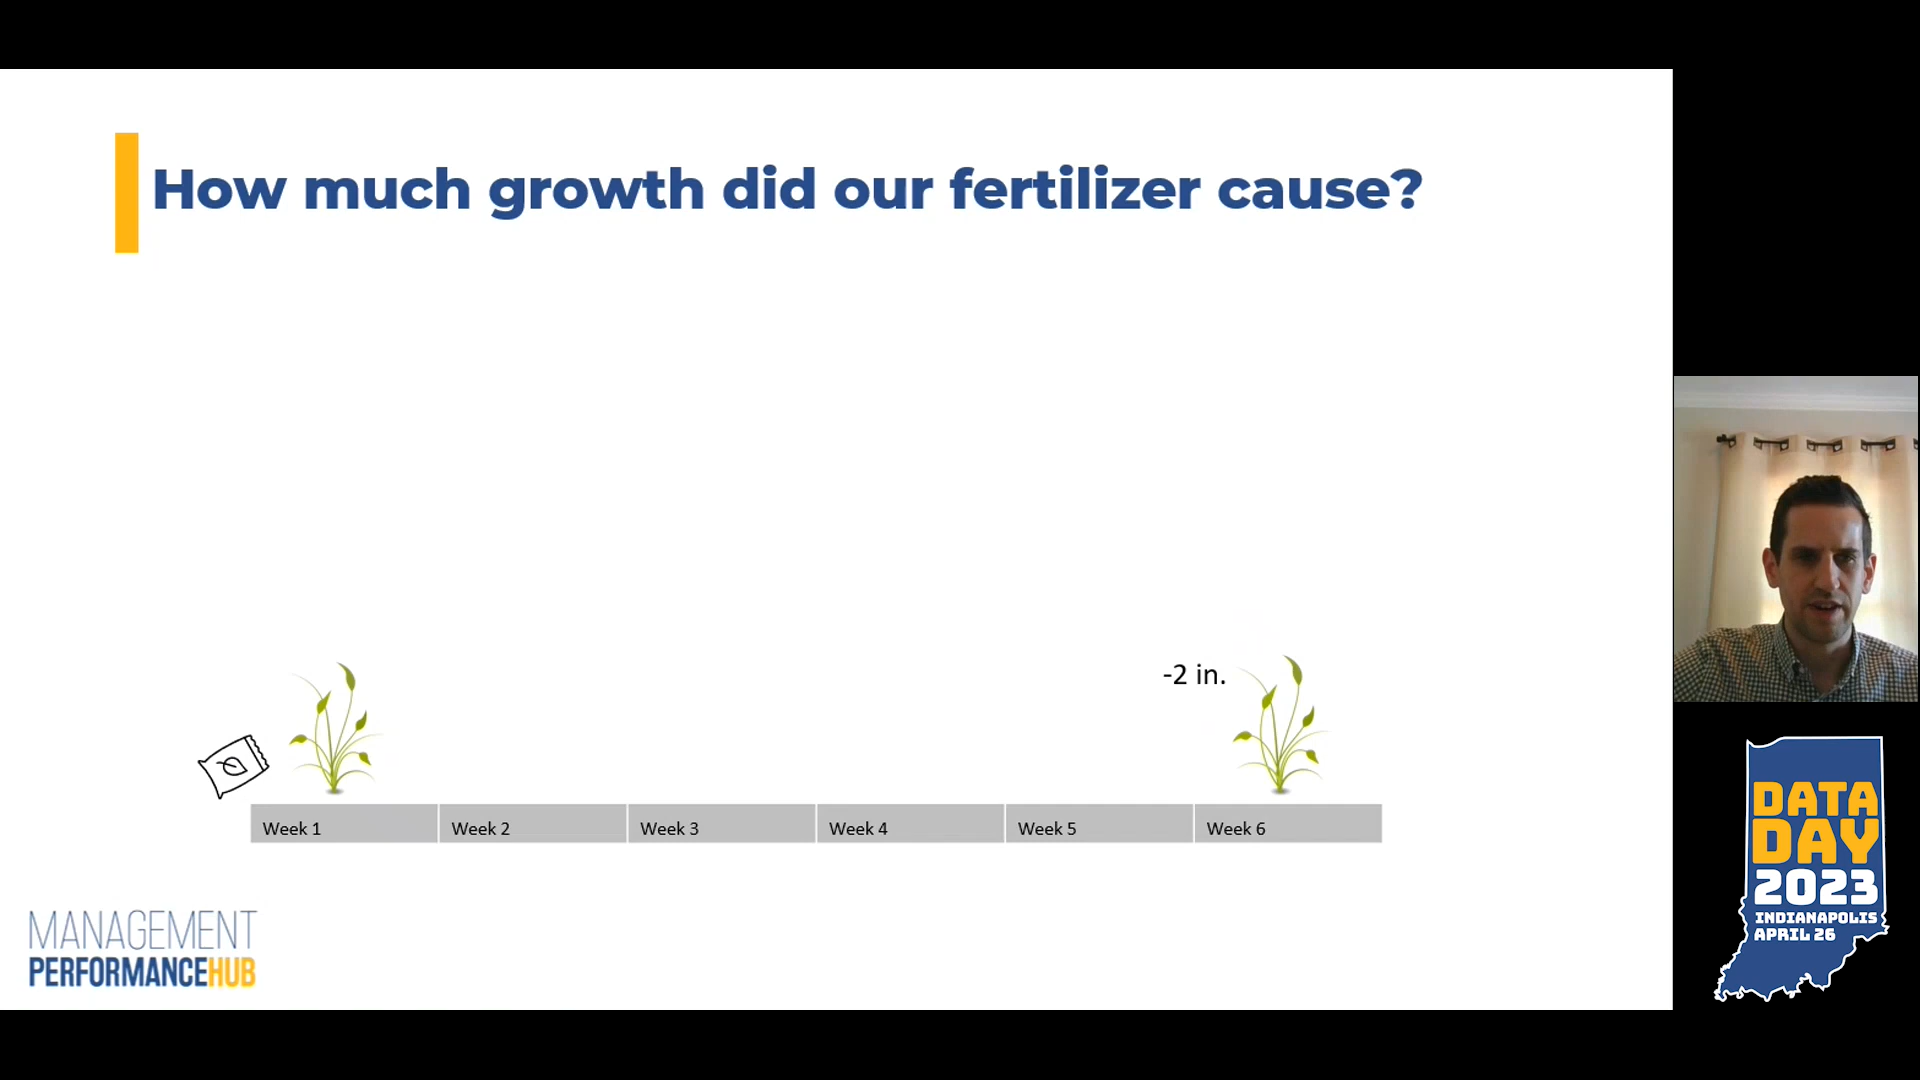 How much growth did our fertilizer cause?
-2 in.
Week 1
Week 2
Week 3
Week 4
Week 5
Week 6
MANAGEMENT
PERFORMANCEHUB
DATA
DAY
2023
INDIANAPOLIS
APRIL 26